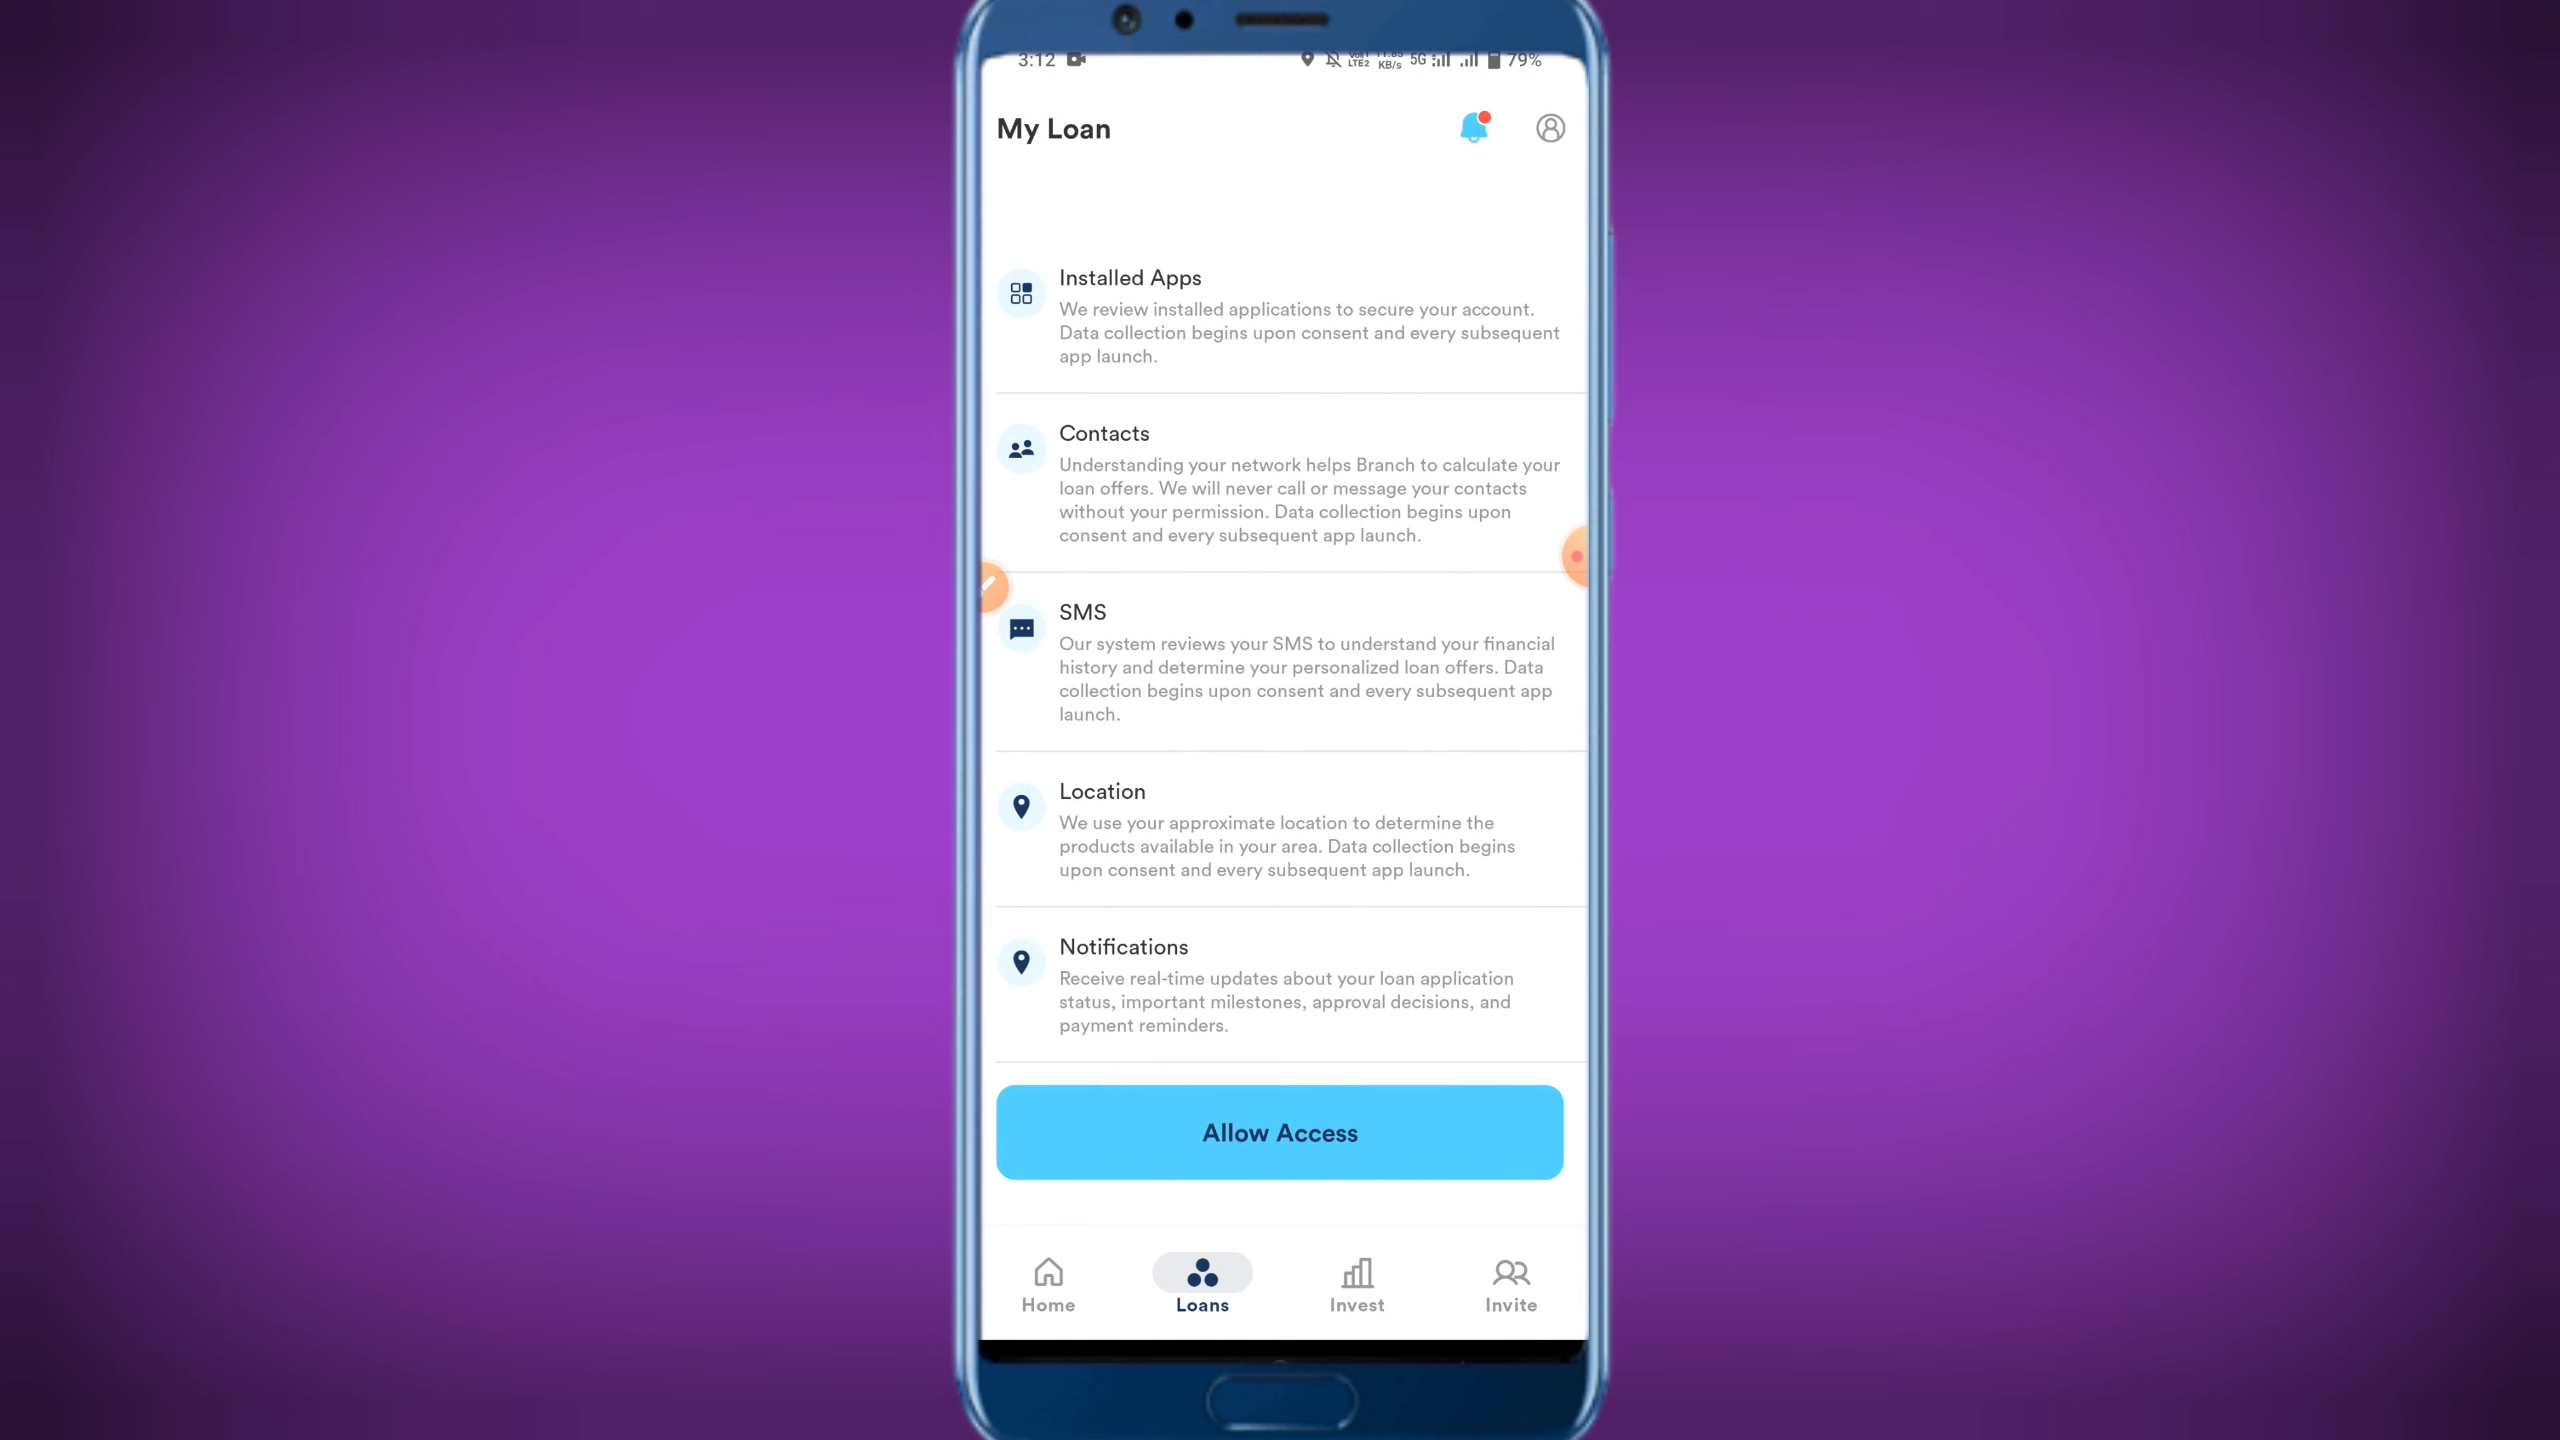 3:12
LTE2 KB/s 5G 79%
My Loan
Installed Apps
We review installed applications to secure your account.
Data collection begins upon consent and every subsequent
app launch.
Contacts
Understanding your network helps Branch to calculate your
loan offers. We will never call or message your contacts
without your permission. Data collection begins upon
consent and every subsequent app launch.
SMS
Our system reviews your SMS to understand your financial
history and determine your personalized loan offers. Data
collection begins upon consent and every subsequent app
launch.
Location
We use your approximate location to determine the
products available in your area. Data collection begins
upon consent and every subsequent app launch.
Notifications
Receive real-time updates about your loan application
status, important milestones, approval decisions, and
payment reminders.
Allow Access
Home Loans Invest Invite